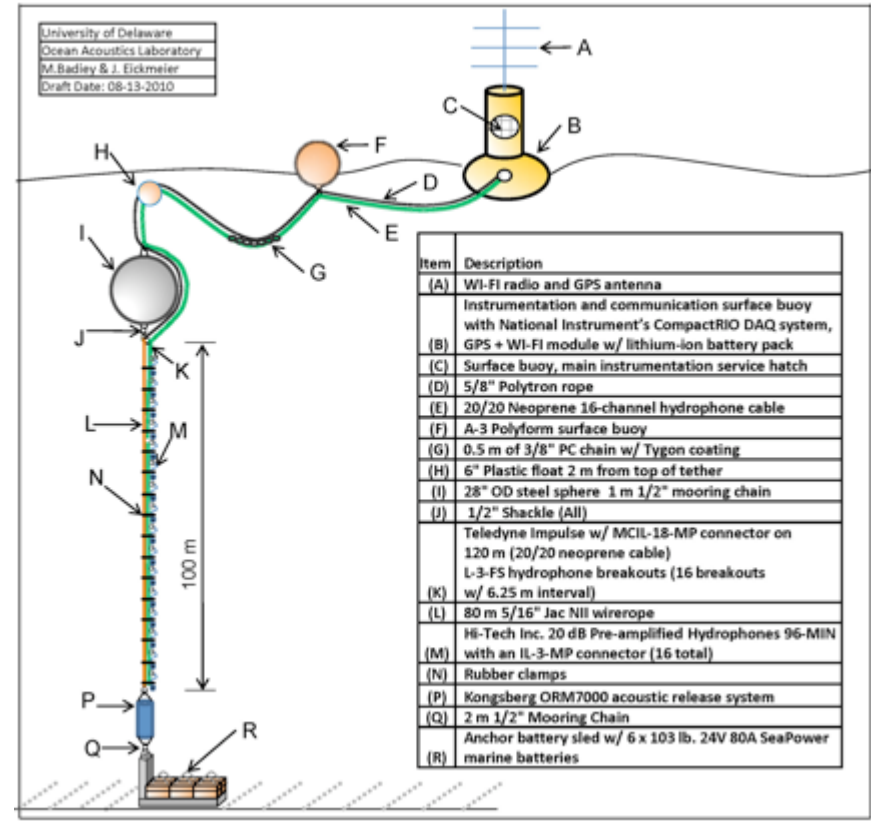 University of Delaware
Ocean Acoustics Laboratory
M.Badiey & J. Eickmeier
Draft Date: 08-13-2010
A
C
B
F
H
D
E
I
G
J
K
L
M
N
100 m
P
R
Q
Item Description
(A) WI-FI radio and GPS antenna
Instrumentation and communication surface buoy
with National Instrument's CompactRIO DAQ system,
(B) GPS + WI-FI module w/ lithium-ion battery pack
(C) Surface buoy, main instrumentation service hatch
(D) 5/8" Polytron rope
(E) 20/20 Neoprene 16-channel hydrophone cable
(F) A-3 Polyform surface buoy
(G) 0.5 m of 3/8" PC chain w/ Tygon coating
(H) 6" Plastic float 2 m from top of tether
(I) 28" OD steel sphere 1 m 1/2" mooring chain
(J) 1/2" Shackle (All)
Teledyne Impulse w/ MCIL-18-MP connector on
120 m (20/20 neoprene cable)
L-3-FS hydrophone breakouts (16 breakouts
(K) w/ 6.25 m interval)
(L) 80 m 5/16" Jac NII wirerope
Hi-Tech Inc. 20 dB Pre-amplified Hydrophones 96-MIN
(M) with an IL-3-MP connector (16 total)
(N) Rubber clamps
(P) Kongsberg ORM7000 acoustic release system
(Q) 2 m 1/2" Mooring Chain
Anchor battery sled w/ 6 x 103 lb. 24V 80A SeaPower
(R) marine batteries